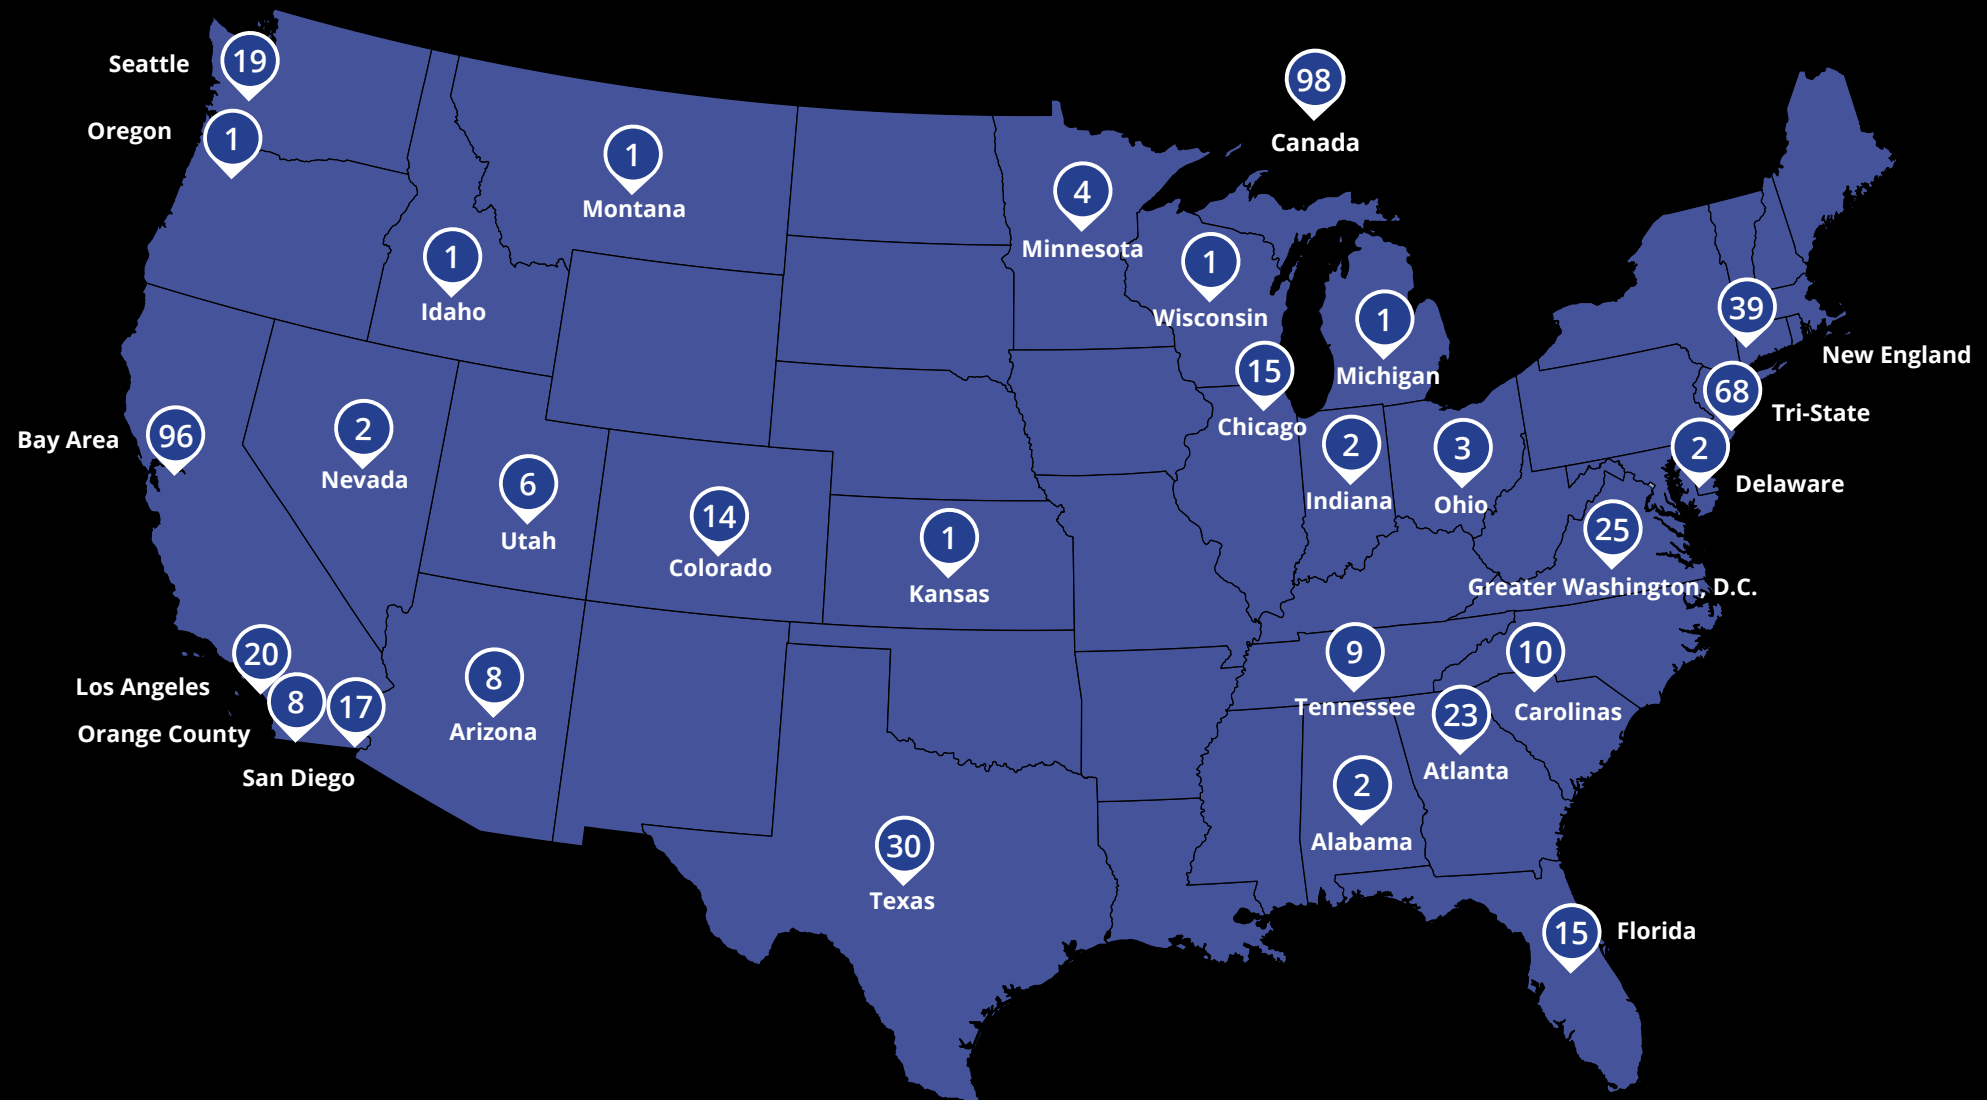 Seattle
19
98
Canada
Oregon
1
1
Montana
4
Minnesota
1
Idaho
1
Wisconsin
1
Michigan
39
New England
15
Chicago
68
Tri-State
Bay Area
96
2
Nevada
2
Indiana
3
Ohio
2
Delaware
6
Utah
14
Colorado
1
Kansas
25
Greater Washington, D.C.
20
Los Angeles
8
Orange County
17
San Diego
8
Arizona
9
Tennessee
10
Carolinas
23
Atlanta
2
Alabama
30
Texas
15
Florida